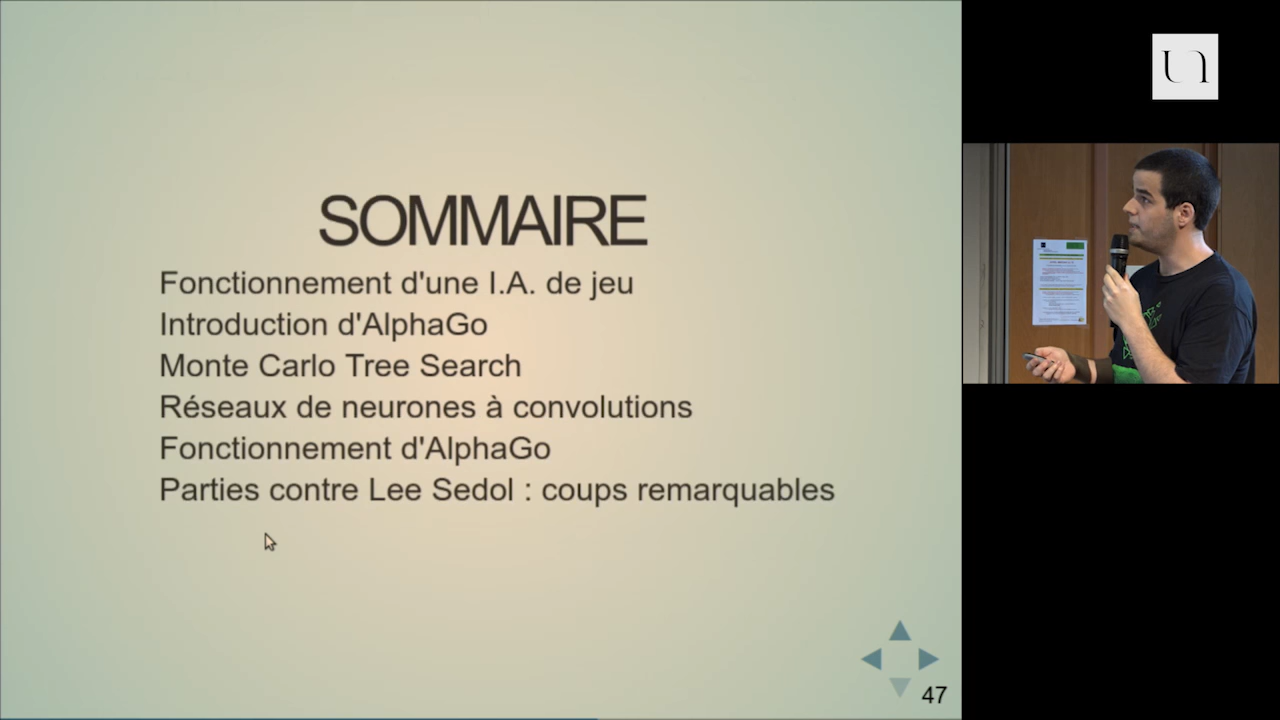 SOMMAIRE
Fonctionnement d'une I.A. de jeu
Introduction d'AlphaGo
Monte Carlo Tree Search
Réseaux de neurones à convolutions
Fonctionnement d'AlphaGo
Parties contre Lee Sedol : coups remarquables
47